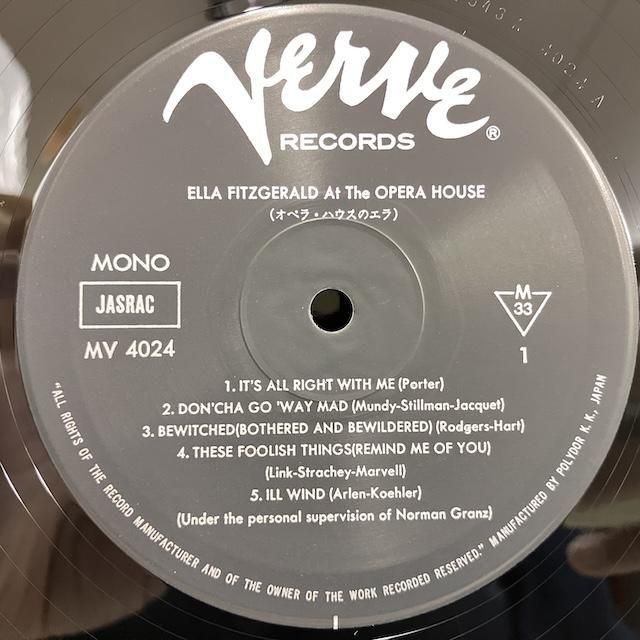 Verve
RECORDS ®
ELLA FITZGERALD At The OPERA HOUSE
(オペラ・ハウスのエラ)
MONO
JASRAC
MV 4024
M
33
1
1. IT'S ALL RIGHT WITH ME (Porter)
2. DON'CHA GO 'WAY MAD (Mundy-Stillman-Jacquet)
3. BEWITCHED(BOTHERED AND BEWILDERED) (Rodgers-Hart)
4. THESE FOOLISH THINGS(REMIND ME OF YOU)
(Link-Strachey-Marvell)
5. ILL WIND (Arlen-Koehler)
(Under the personal supervision of Norman Granz)
"ALL RIGHTS OF THE RECORD MANUFACTURER AND OF THE OWNER OF THE WORK RECORDED RESERVED." MANUFACTURED BY POLYDOR K.K., JAPAN